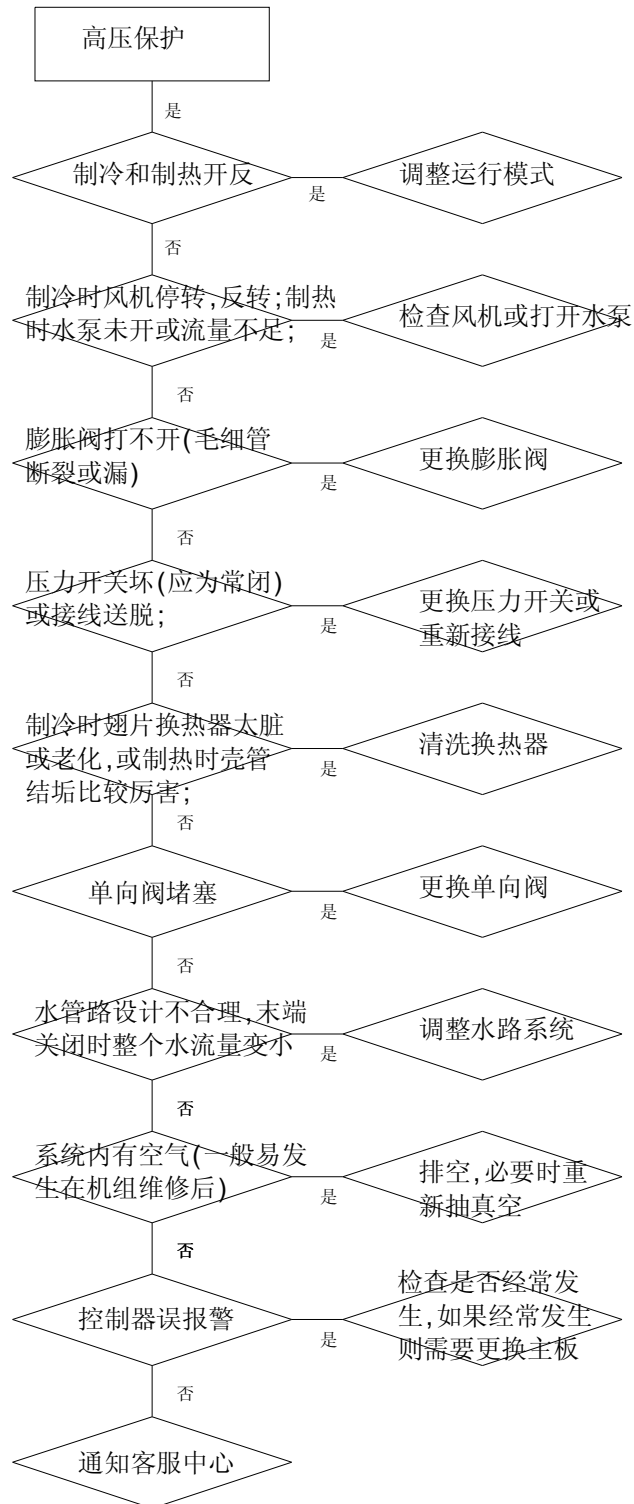 高压保护
是
制冷和制热开反
是
调整运行模式
否
制冷时风机停转,反转;制热
时水泵未开或流量不足;
是
检查风机或打开水泵
否
膨胀阀打不开(毛细管
断裂或漏)
是
更换膨胀阀
否
压力开关坏(应为常闭)
或接线送脱;
是
更换压力开关或
重新接线
否
制冷时翅片换热器太脏
或老化,或制热时壳管
结垢比较厉害;
是
清洗换热器
否
单向阀堵塞
是
更换单向阀
否
水管路设计不合理,末端
关闭时整个水流量变小
是
调整水路系统
否
系统内有空气(一般易发
生在机组维修后)
是
排空,必要时重
新抽真空
否
控制器误报警
是
检查是否经常发
生,如果经常发生
则需要更换主板
否
通知客服中心